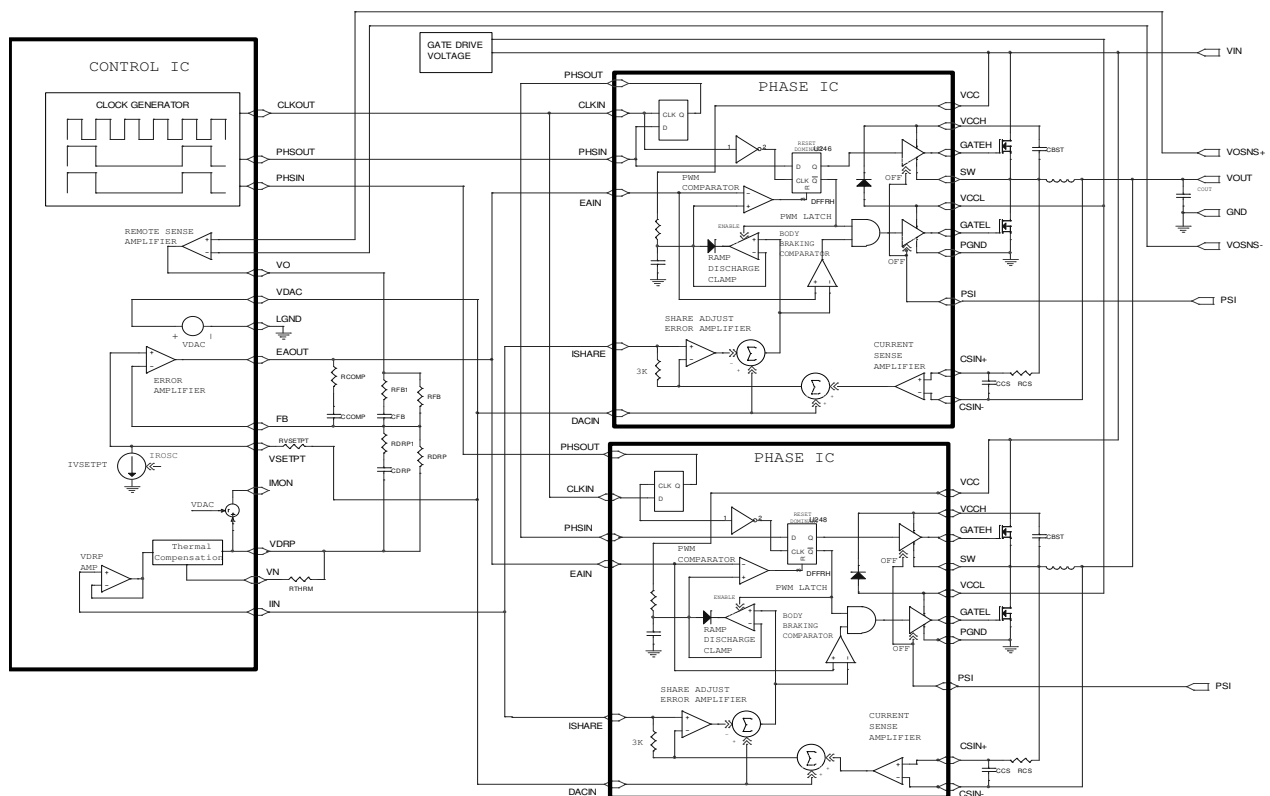 CONTROL IC
CLOCK GENERATOR
CLKOUT
PHSOUT
PHSIN
REMOTE SENSE
AMPLIFIER
+
-
VO
VDAC
LGND
+ -
VDAC
EAOUT
ERROR
AMPLIFIER
RCOMP
RFB1
RFB
CCOMP
CFB
FB
RVSETPT
RDRP1
RDRP
VSETPT
CDRP
IVSETPT
IROSC
IMON
VDAC
Thermal
Compensation
VDRP
VDRP
AMP
VN
RTHRM
IIN
GATE DRIVE
VOLTAGE
PHASE IC
PHSOUT
CLKIN
CLK Q
D
PHSIN
1 2
RESET
DOMINANT
U246
D Q
CLK Q
R
DFFRH
PWM
COMPARATOR
EAIN
PWM LATCH
ENABLE
BODY
BRAKING
COMPARATOR
RAMP
DISCHARGE
CLAMP
OFF
OFF
VCC
VCCH
GATEH
CBST
SW
VCCL
GATEL
PGND
PSI
SHARE ADJUST
ERROR AMPLIFIER
ISHARE
3K
Σ
Σ
CURRENT
SENSE
AMPLIFIER
CSIN+
CCS
RCS
CSIN-
DACIN
VIN
VOSNS+
VOUT
COUT
GND
VOSNS-
PSI
PHASE IC
PHSOUT
CLKIN
CLK Q
D
PHSIN
1 2
RESET
DOMINANT
U248
D Q
CLK Q
R
DFFRH
PWM
COMPARATOR
EAIN
PWM LATCH
ENABLE
BODY
BRAKING
COMPARATOR
RAMP
DISCHARGE
CLAMP
OFF
OFF
VCC
VCCH
GATEH
CBST
SW
VCCL
GATEL
PGND
PSI
PSI
SHARE ADJUST
ERROR AMPLIFIER
ISHARE
3K
Σ
Σ
CURRENT
SENSE
AMPLIFIER
CSIN+
CCS
RCS
CSIN-
DACIN